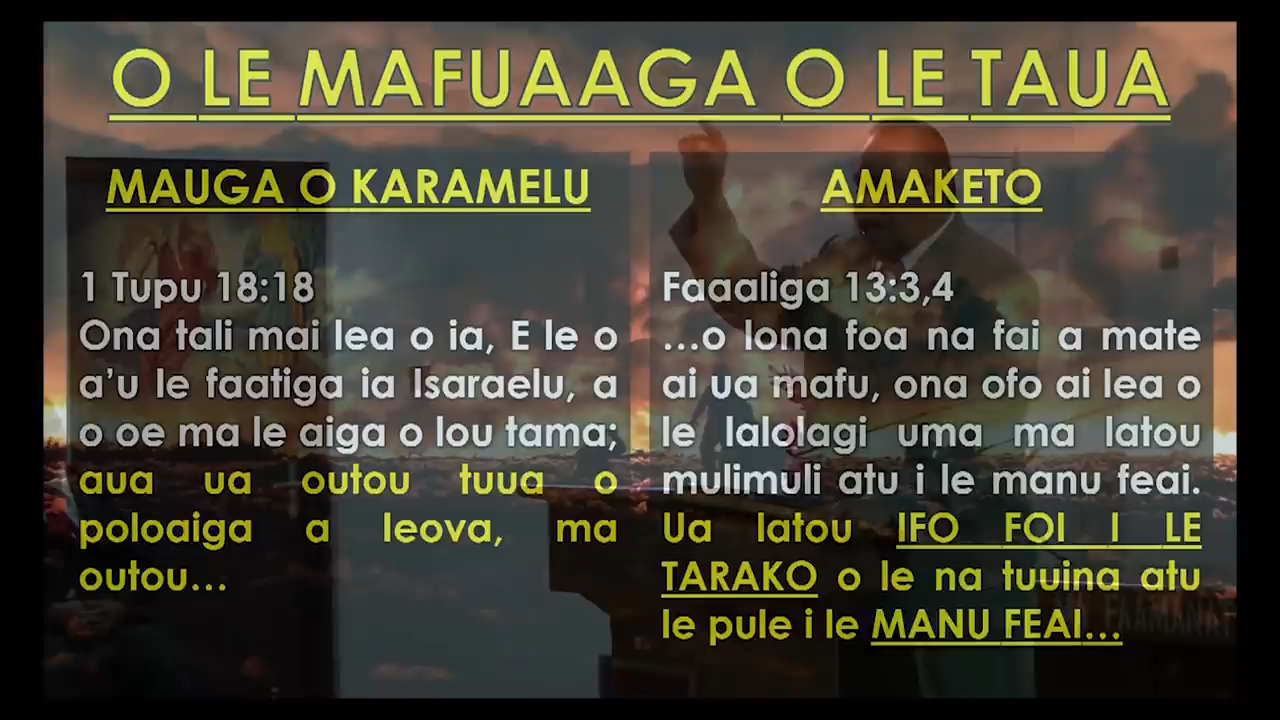 O LE MAFUAAGA O LE TAUA
MAUGA O KARAMELU
1 Tupu 18:18
Ona tali mai lea o ia, E le o
a’u le faatiga ia Isaraelu, a
o oe ma le aiga o lou tama;
aua ua outou tuua o
poloaiga a Ieova, ma
outou…
AMAKETO
Faaaliga 13:3,4
…o lona foa na fai a mate
ai ua mafu, ona ofo ai lea o
le lalolagi uma ma latou
mulimuli atu i le manu feai.
Ua latou IFO FOI I LE
TARAKO o le na tuuina atu
le pule i le MANU FEAI…